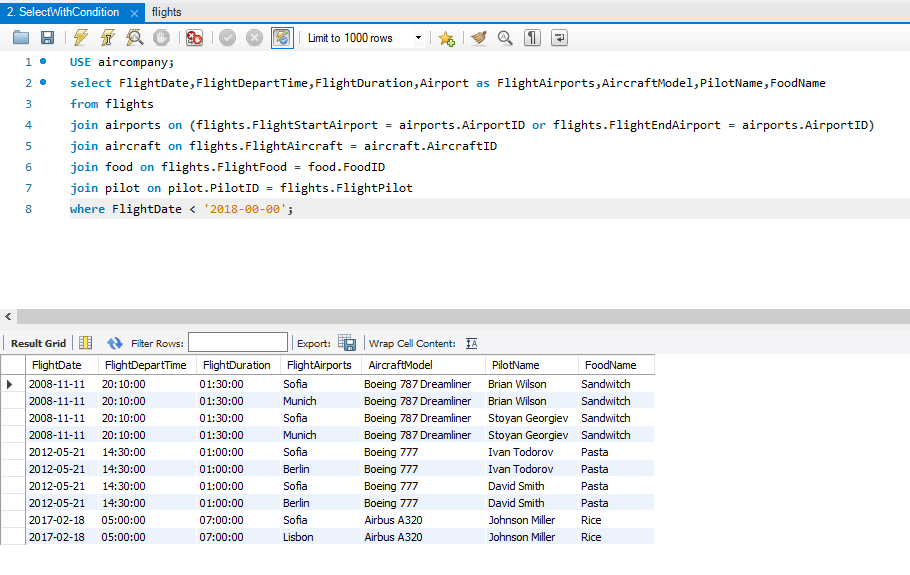 2. SelectWithCondition × flights
Limit to 1000 rows
1 USE aircompany;
2 select FlightDate,FlightDepartTime,FlightDuration,Airport as FlightAirports,AircraftModel,PilotName,FoodName
3 from flights
4 join airports on (flights.FlightStartAirport = airports.AirportID or flights.FlightEndAirport = airports.AirportID)
5 join aircraft on flights.FlightAircraft = aircraft.AircraftID
6 join food on flights.FlightFood = food.FoodID
7 join pilot on pilot.PilotID = flights.FlightPilot
8 where FlightDate < '2018-00-00';
Result Grid Filter Rows: Export: Wrap Cell Content: IA
FlightDate FlightDepartTime FlightDuration FlightAirports AircraftModel PilotName FoodName
2008-11-11 20:10:00 01:30:00 Sofia Boeing 787 Dreamliner Brian Wilson Sandwitch
2008-11-11 20:10:00 01:30:00 Munich Boeing 787 Dreamliner Brian Wilson Sandwitch
2008-11-11 20:10:00 01:30:00 Sofia Boeing 787 Dreamliner Stoyan Georgiev Sandwitch
2008-11-11 20:10:00 01:30:00 Munich Boeing 787 Dreamliner Stoyan Georgiev Sandwitch
2012-05-21 14:30:00 01:00:00 Sofia Boeing 777 Ivan Todorov Pasta
2012-05-21 14:30:00 01:00:00 Berlin Boeing 777 Ivan Todorov Pasta
2012-05-21 14:30:00 01:00:00 Sofia Boeing 777 David Smith Pasta
2012-05-21 14:30:00 01:00:00 Berlin Boeing 777 David Smith Pasta
2017-02-18 05:00:00 07:00:00 Sofia Airbus A320 Johnson Miller Rice
2017-02-18 05:00:00 07:00:00 Lisbon Airbus A320 Johnson Miller Rice